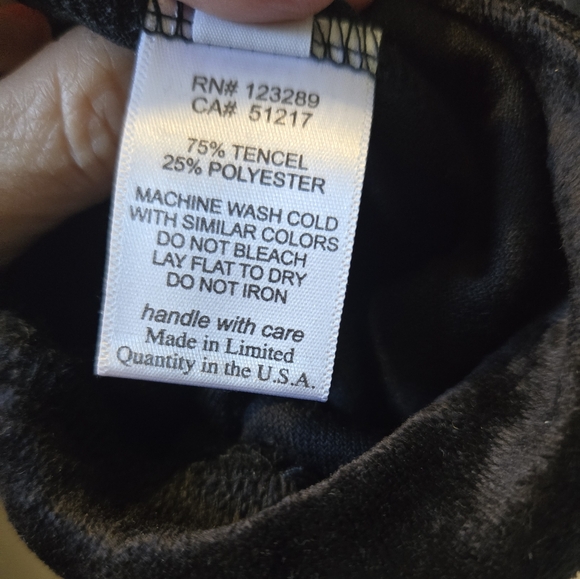 RN# 123289
CA# 51217
75% TENCEL
25% POLYESTER
MACHINE WASH COLD
WITH SIMILAR COLORS
DO NOT BLEACH
LAY FLAT TO DRY
DO NOT IRON
handle with care
Made in Limited
Quantity in the U.S.A.